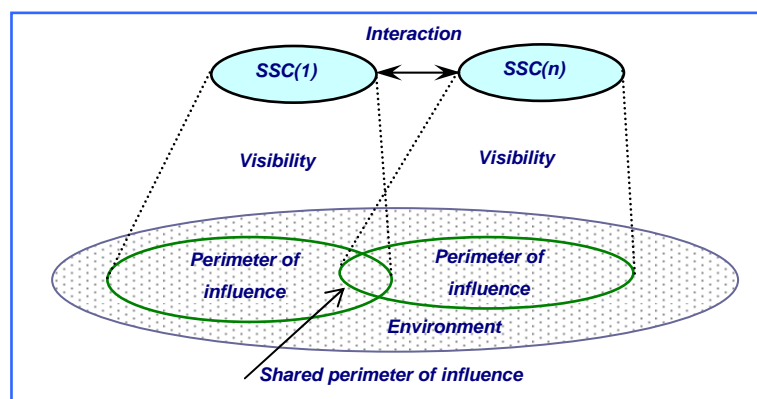 Interaction
SSC(1)
SSC(n)
Visibility
Visibility
Perimeter of
influence
Perimeter of
influence
Environment
Shared perimeter of influence